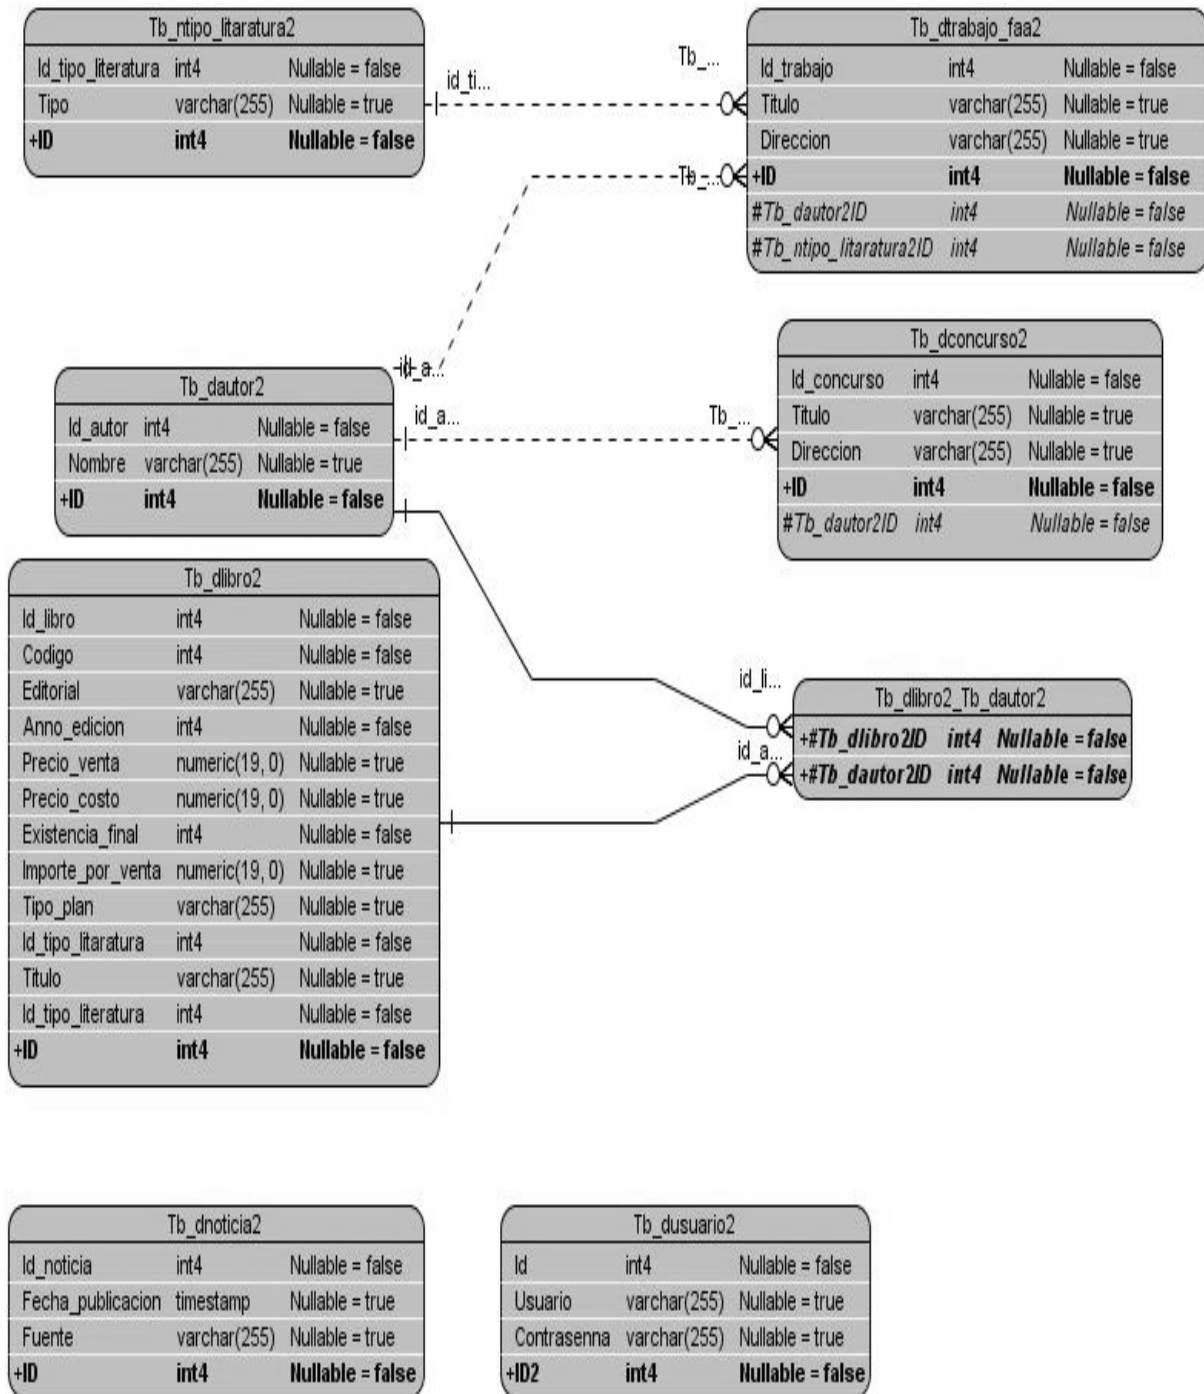 Tb_ntipo_litaratura2
Id_tipo_literatura int4 Nullable = false
Tipo varchar(255) Nullable = true
+ID int4 Nullable = false
id_ti...
Tb_...
Tb_dtrabajo_faa2
Id_trabajo int4 Nullable = false
Titulo varchar(255) Nullable = true
Direccion varchar(255) Nullable = true
+ID int4 Nullable = false
#Tb_dautor2ID int4 Nullable = false
#Tb_ntipo_litaratura2ID int4 Nullable = false
Tb_...
id_a...
Tb_dautor2
Id_autor int4 Nullable = false
Nombre varchar(255) Nullable = true
+ID int4 Nullable = false
id_a...
Tb_...
Tb_dconcurso2
Id_concurso int4 Nullable = false
Titulo varchar(255) Nullable = true
Direccion varchar(255) Nullable = true
+ID int4 Nullable = false
#Tb_dautor2ID int4 Nullable = false
Tb_dlibro2
Id_libro int4 Nullable = false
Codigo int4 Nullable = false
Editorial varchar(255) Nullable = true
Anno_edicion int4 Nullable = false
Precio_venta numeric(19, 0) Nullable = true
Precio_costo numeric(19, 0) Nullable = true
Existencia_final int4 Nullable = false
Importe_por_venta numeric(19, 0) Nullable = true
Tipo_plan varchar(255) Nullable = true
Id_tipo_litaratura int4 Nullable = false
Titulo varchar(255) Nullable = true
Id_tipo_literatura int4 Nullable = false
+ID int4 Nullable = false
id_li...
id_a...
Tb_dlibro2_Tb_dautor2
+#Tb_dlibro2ID int4 Nullable = false
+#Tb_dautor2ID int4 Nullable = false
Tb_dnoticia2
Id_noticia int4 Nullable = false
Fecha_publicacion timestamp Nullable = true
Fuente varchar(255) Nullable = true
+ID int4 Nullable = false
Tb_dusuario2
Id int4 Nullable = false
Usuario varchar(255) Nullable = true
Contrasenna varchar(255) Nullable = true
+ID2 int4 Nullable = false